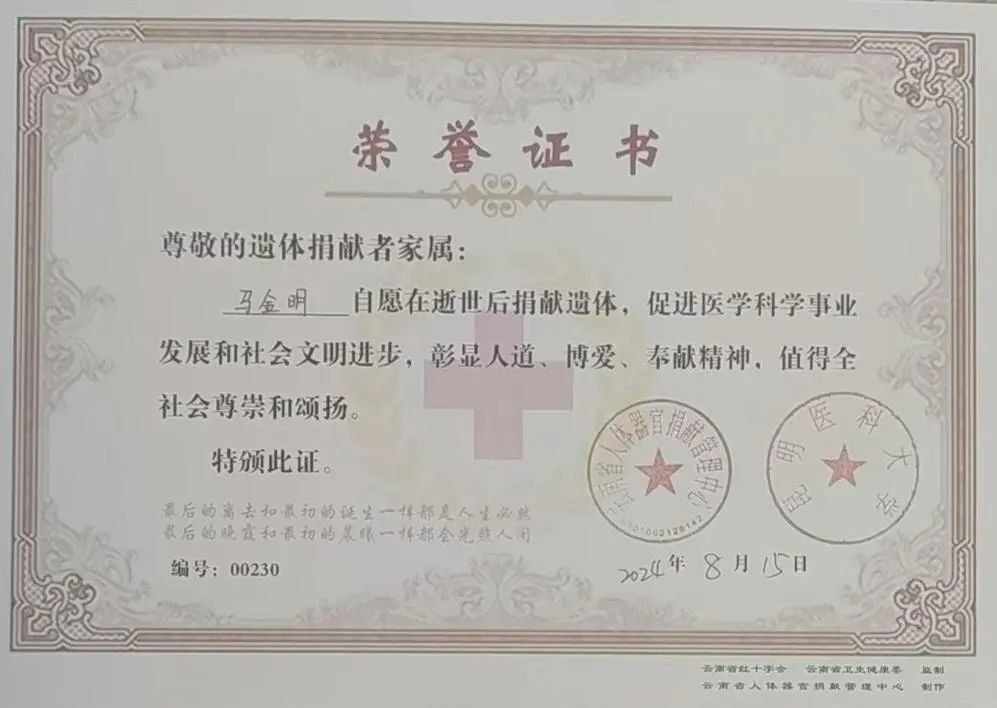 荣誉证书
尊敬的遗体捐献者家属：
马金明 自愿在逝世后捐献遗体，促进医学科学事业
发展和社会文明进步，彰显人道、博爱、奉献精神，值得全
社会尊崇和颂扬。
特颁此证。
云南省人体器官捐献管理中心
昆明医科大学
最后的离去和最初的诞生一样都是人生必然
最后的晚霞和最初的晨曦一样都会光照人间
编号：00230
2024年8月15日
云南省红十字会 云南省卫生健康委 监制
云南省人体器官捐献管理中心 制作